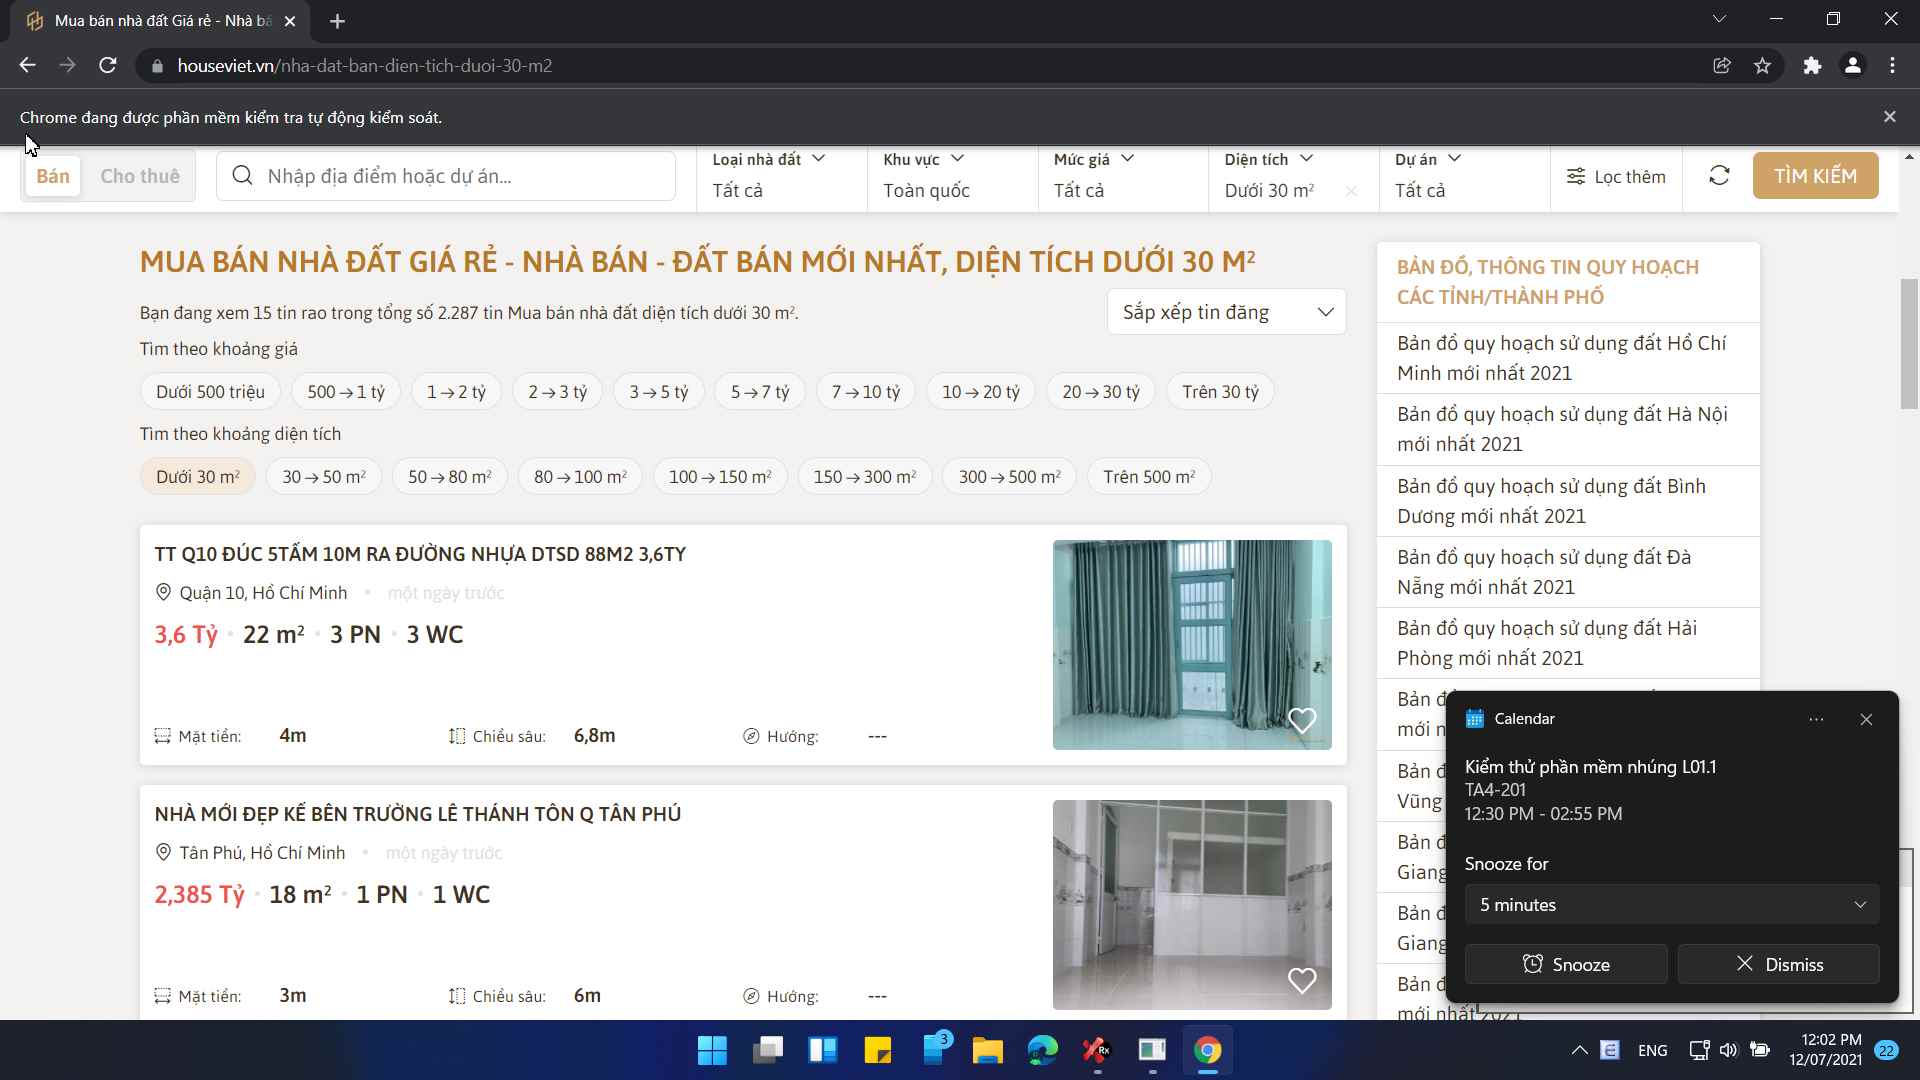 Mua bán nhà đất Giá rẻ - Nhà bá
houseviet.vn/nha-dat-ban-dien-tich-duoi-30-m2
Chrome đang được phần mềm kiểm tra tự động kiểm soát.
Bán
Cho thuê
Nhập địa điểm hoặc dự án...
Loại nhà đất
Tất cả
Khu vực
Toàn quốc
Mức giá
Tất cả
Diện tích
Dưới 30 m²
Dự án
Tất cả
Lọc thêm
TÌM KIẾM
MUA BÁN NHÀ ĐẤT GIÁ RẺ - NHÀ BÁN - ĐẤT BÁN MỚI NHẤT, DIỆN TÍCH DƯỚI 30 M²
Bạn đang xem 15 tin rao trong tổng số 2.287 tin Mua bán nhà đất diện tích dưới 30 m².
Sắp xếp tin đăng
Tìm theo khoảng giá
Dưới 500 triệu
500 → 1 tỷ
1 → 2 tỷ
2 → 3 tỷ
3 → 5 tỷ
5 → 7 tỷ
7 → 10 tỷ
10 → 20 tỷ
20 → 30 tỷ
Trên 30 tỷ
Tìm theo khoảng diện tích
Dưới 30 m²
30 → 50 m²
50 → 80 m²
80 → 100 m²
100 → 150 m²
150 → 300 m²
300 → 500 m²
Trên 500 m²
TT Q10 ĐÚC 5TẤM 10M RA ĐƯỜNG NHỰA DTSD 88M2 3,6TY
Quận 10, Hồ Chí Minh • một ngày trước
3,6 Tỷ • 22 m² • 3 PN • 3 WC
Mặt tiền: 4m
Chiều sâu: 6,8m
Hướng: ---
NHÀ MỚI ĐẸP KẾ BÊN TRƯỜNG LÊ THÁNH TÔN Q TÂN PHÚ
Tân Phú, Hồ Chí Minh • một ngày trước
2,385 Tỷ • 18 m² • 1 PN • 1 WC
Mặt tiền: 3m
Chiều sâu: 6m
Hướng: ---
BẢN ĐỒ, THÔNG TIN QUY HOẠCH
CÁC TỈNH/THÀNH PHỐ
Bản đồ quy hoạch sử dụng đất Hồ Chí
Minh mới nhất 2021
Bản đồ quy hoạch sử dụng đất Hà Nội
mới nhất 2021
Bản đồ quy hoạch sử dụng đất Bình
Dương mới nhất 2021
Bản đồ quy hoạch sử dụng đất Đà
Nẵng mới nhất 2021
Bản đồ quy hoạch sử dụng đất Hải
Phòng mới nhất 2021
Bản đ
mới n
Bản đ
Vũng
Bản đ
Giang
Bản đ
Giang
Bản đ
mới nhất 2021
Calendar
Kiểm thử phần mềm nhúng L01.1
TA4-201
12:30 PM - 02:55 PM
Snooze for
5 minutes
Snooze
Dismiss
3
Rx
ENG
12:02 PM
12/07/2021
22